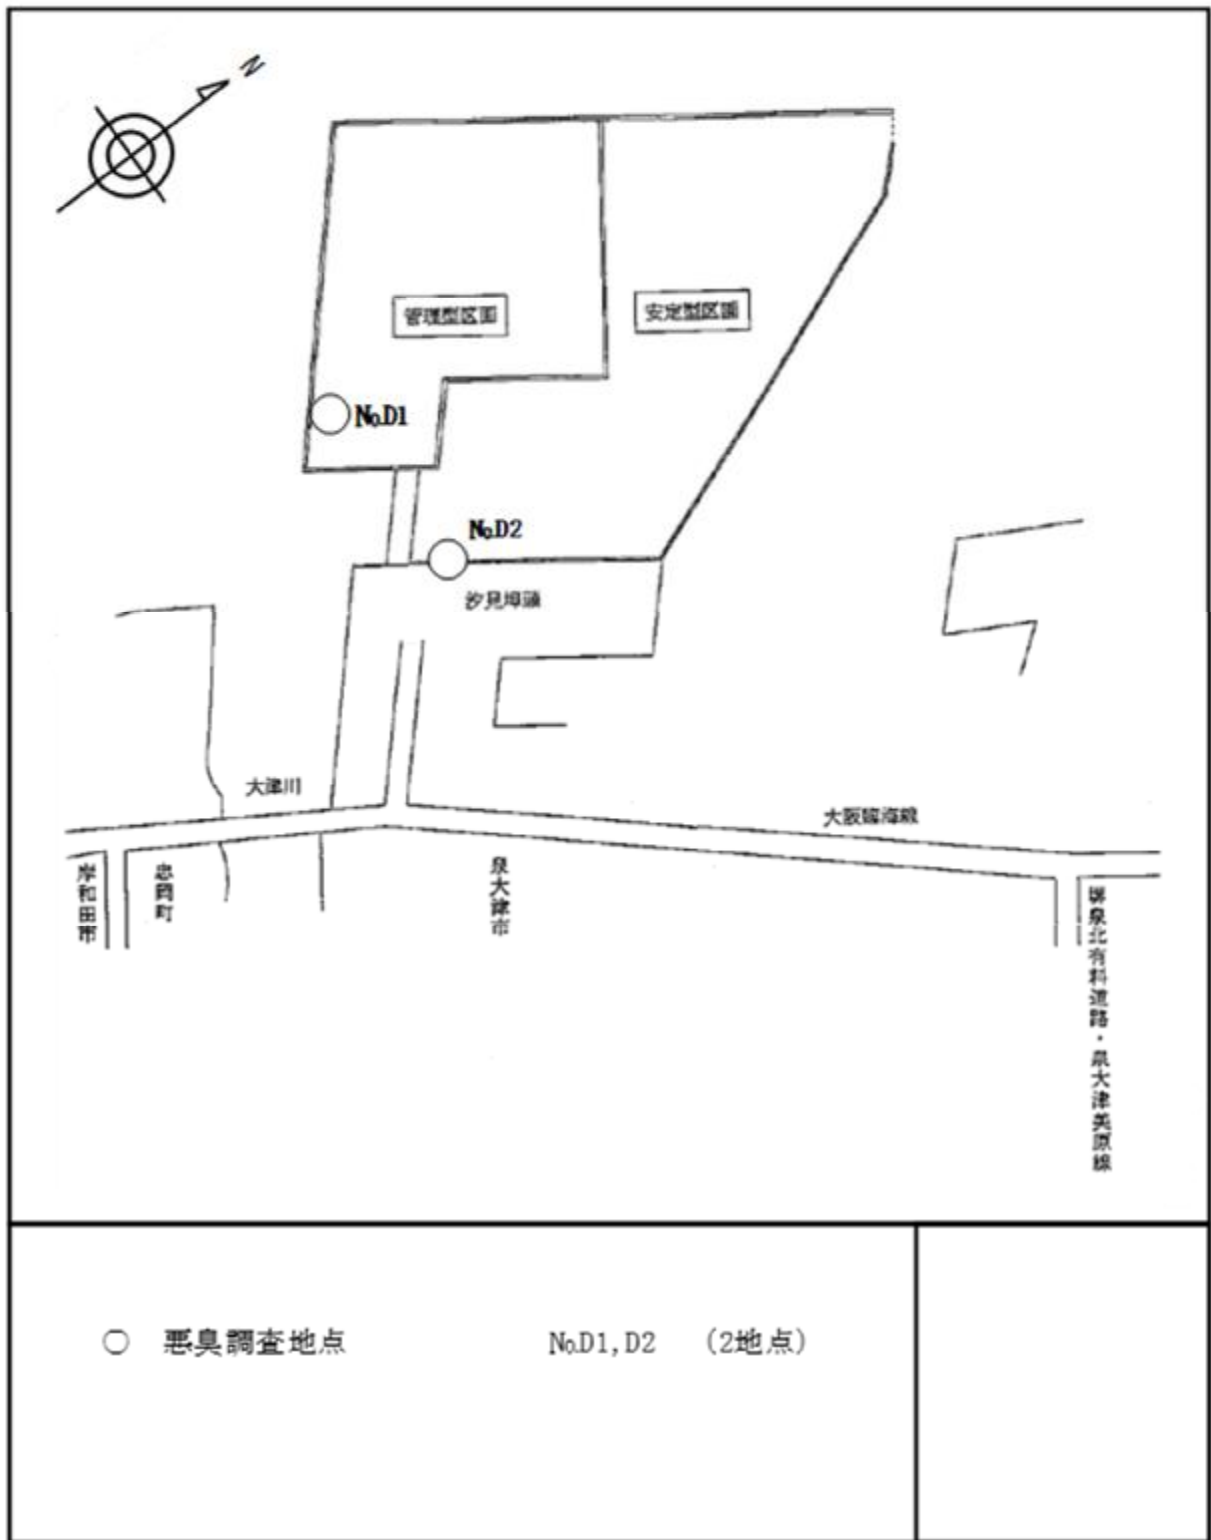 N
管理型区画
安定型区画
No.D1
No.D2
汐見埠頭
大津川
大阪臨海線
岸和田市
忠岡町
泉大津市
堺泉北有料道路・泉大津美原線
○ 悪臭調査地点 No.D1,D2 (2地点)